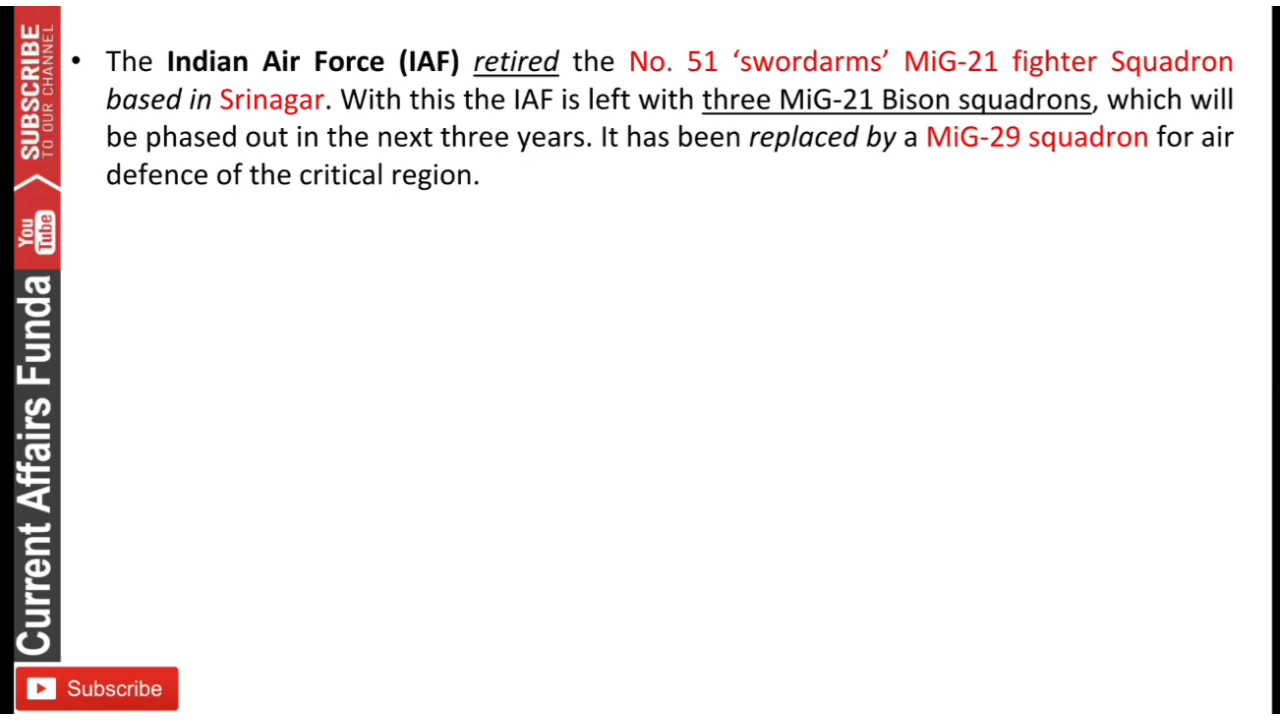 • The Indian Air Force (IAF) retired the No. 51 ‘swordarms’ MiG-21 fighter Squadron
based in Srinagar. With this the IAF is left with three MiG-21 Bison squadrons, which will
be phased out in the next three years. It has been replaced by a MiG-29 squadron for air
defence of the critical region.
SUBSCRIBE
TO OUR CHANNEL
You
Tube
Current Affairs Funda
Subscribe